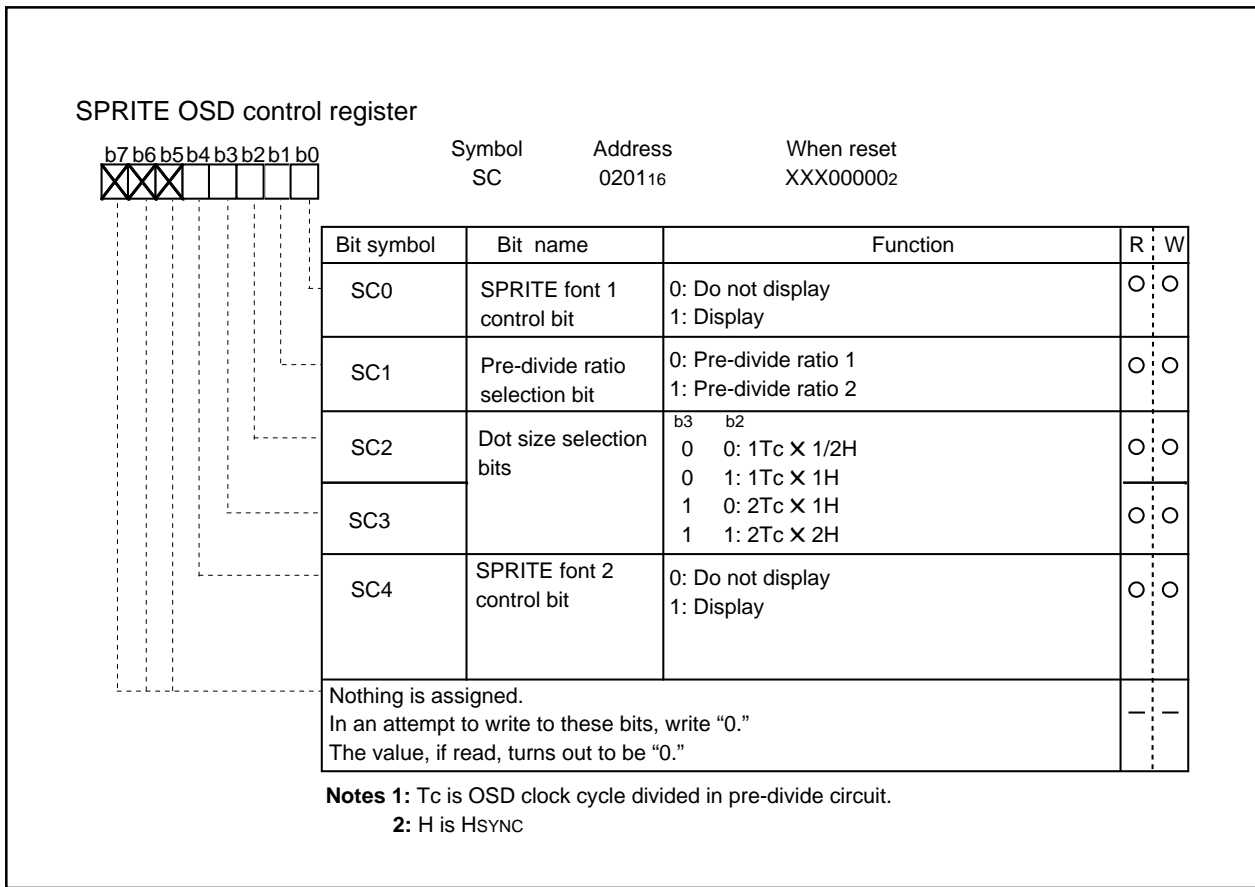 SPRITE OSD control register
b7 b6 b5 b4 b3 b2 b1 b0
Symbol Address When reset
SC 020116 XXX000002
Bit symbol Bit name Function R W
SC0 SPRITE font 1 control bit 0: Do not display
1: Display
SC1 Pre-divide ratio selection bit 0: Pre-divide ratio 1
1: Pre-divide ratio 2
SC2 Dot size selection bits b3 b2
0 0: 1Tc X 1/2H
0 1: 1Tc X 1H
SC3 1 0: 2Tc X 1H
1 1: 2Tc X 2H
SC4 SPRITE font 2 control bit 0: Do not display
1: Display
Nothing is assigned.
In an attempt to write to these bits, write “0.”
The value, if read, turns out to be “0.”
Notes 1: Tc is OSD clock cycle divided in pre-divide circuit.
2: H is HSYNC